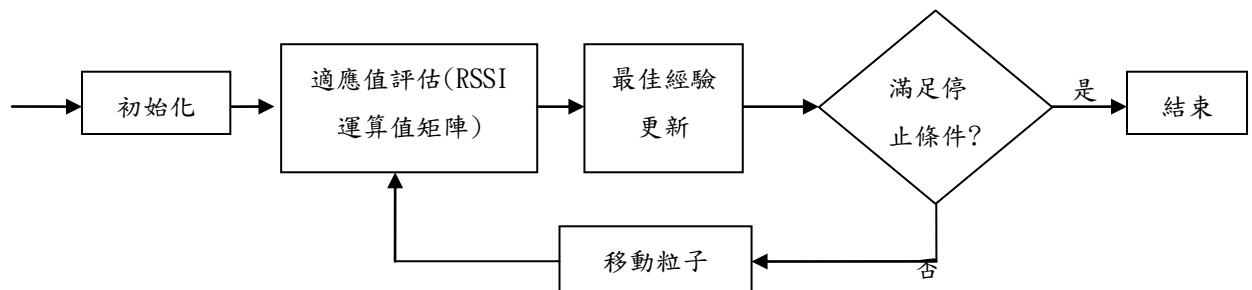 初始化
適應值評估(RSSI
運算值矩陣)
最佳經驗
更新
滿足停
止條件?
是
結束
否
移動粒子